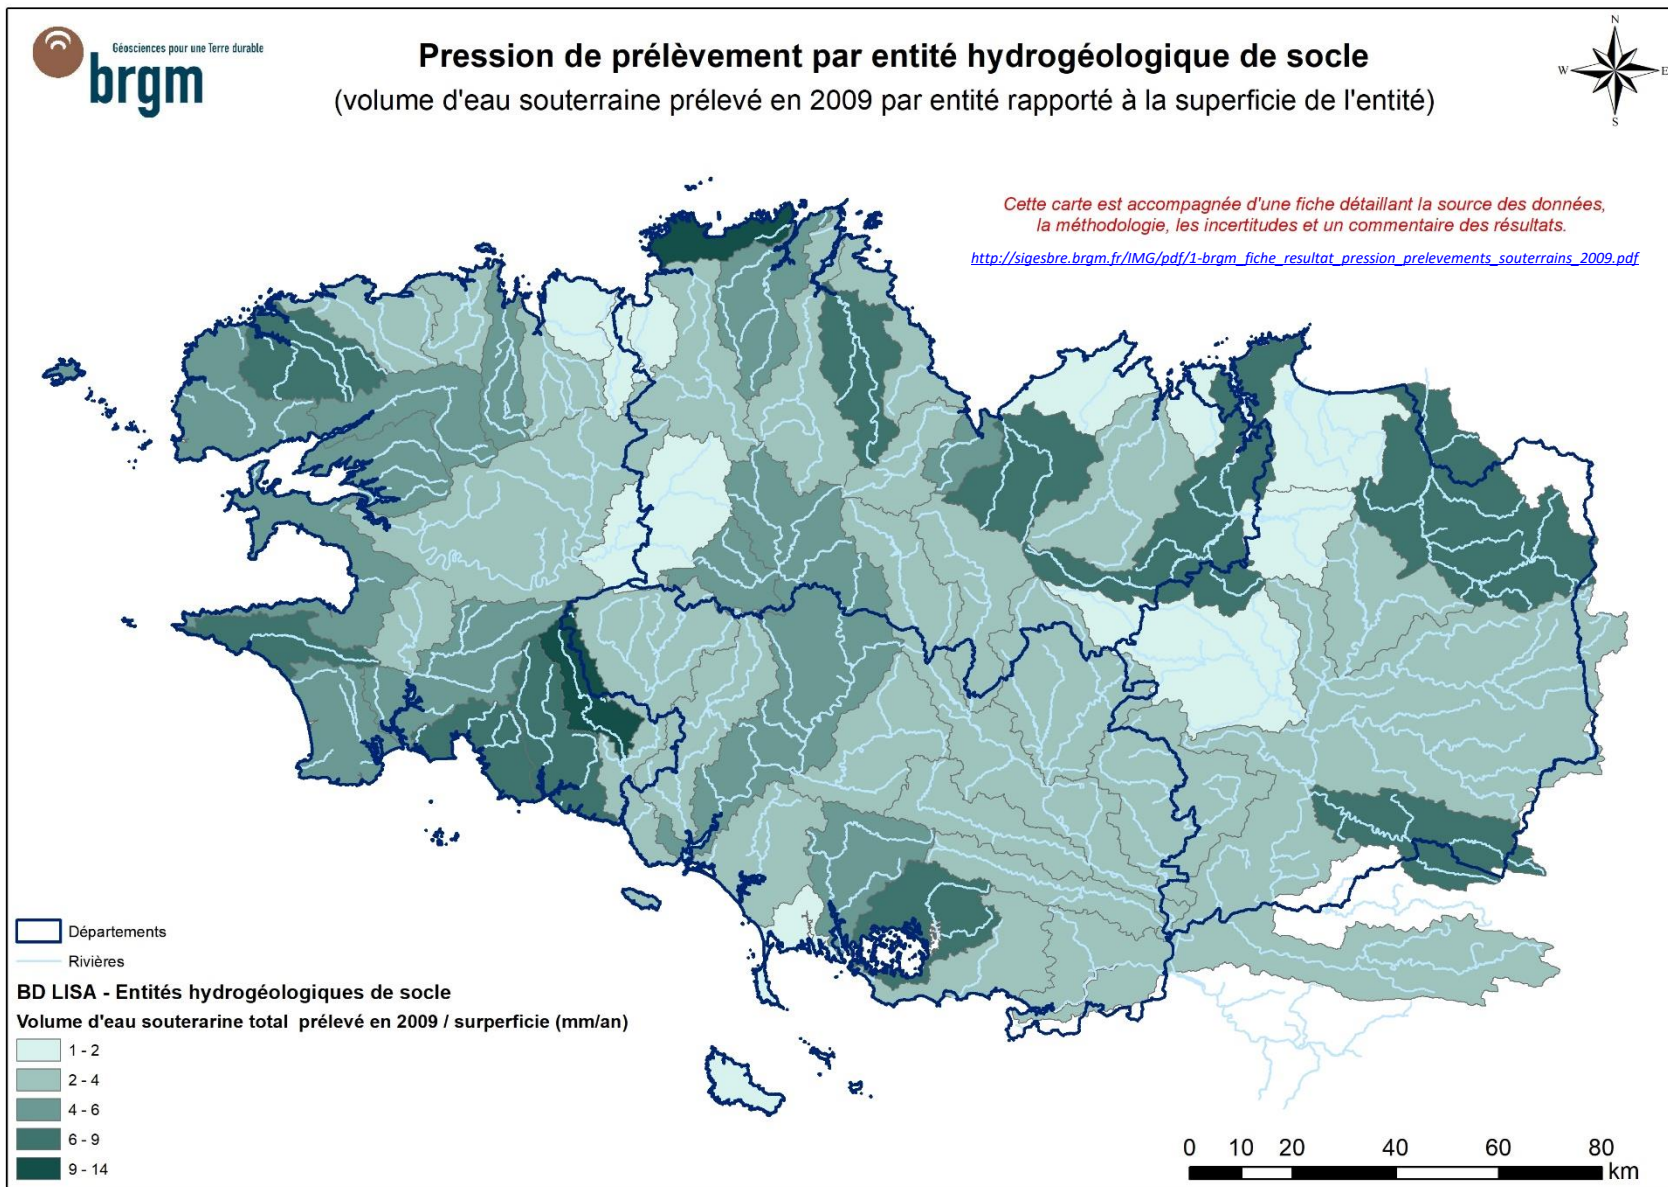 Géosciences pour une Terre durable
brgm
Pression de prélèvement par entité hydrogéologique de socle
(volume d'eau souterraine prélevé en 2009 par entité rapporté à la superficie de l'entité)
N
W
E
S
Cette carte est accompagnée d'une fiche détaillant la source des données,
la méthodologie, les incertitudes et un commentaire des résultats.
http://sigesbre.brgm.fr/IMG/pdf/1-brgm_fiche_resultat_pression_prelevements_souterrains_2009.pdf
Départements
Rivières
BD LISA - Entités hydrogéologiques de socle
Volume d'eau souterarine total prélevé en 2009 / surperficie (mm/an)
1 - 2
2 - 4
4 - 6
6 - 9
9 - 14
0 10 20 40 60 80
km